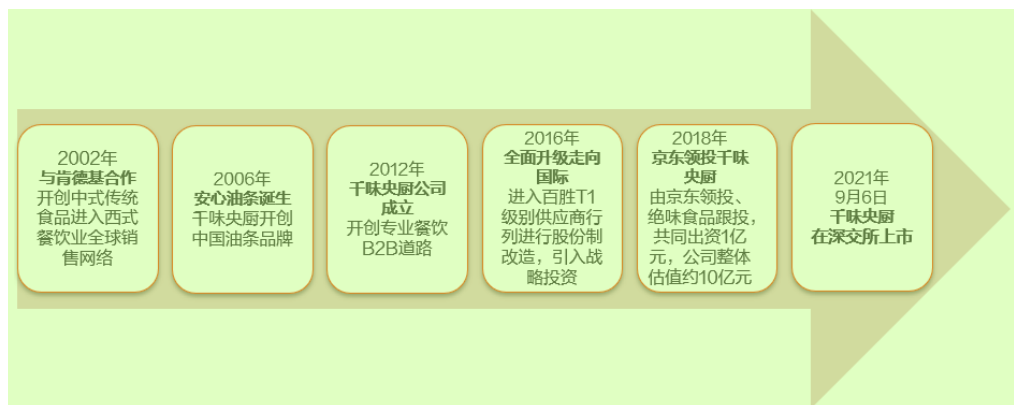 2002年
与肯德基合作
开创中式传统
食品进入西式
餐饮业全球销
售网络
2006年
安心油条诞生
千味央厨开创
中国油条品牌
2012年
千味央厨公司
成立
开创专业餐饮
B2B道路
2016年
全面升级走向
国际
进入百胜T1
级别供应商行
列进行股份制
改造，引入战
略投资
2018年
京东领投千味
央厨
由京东领投、
绝味食品跟投，
共同出资1亿
元，公司整体
估值约10亿元
2021年
9月6日
千味央厨
在深交所上市